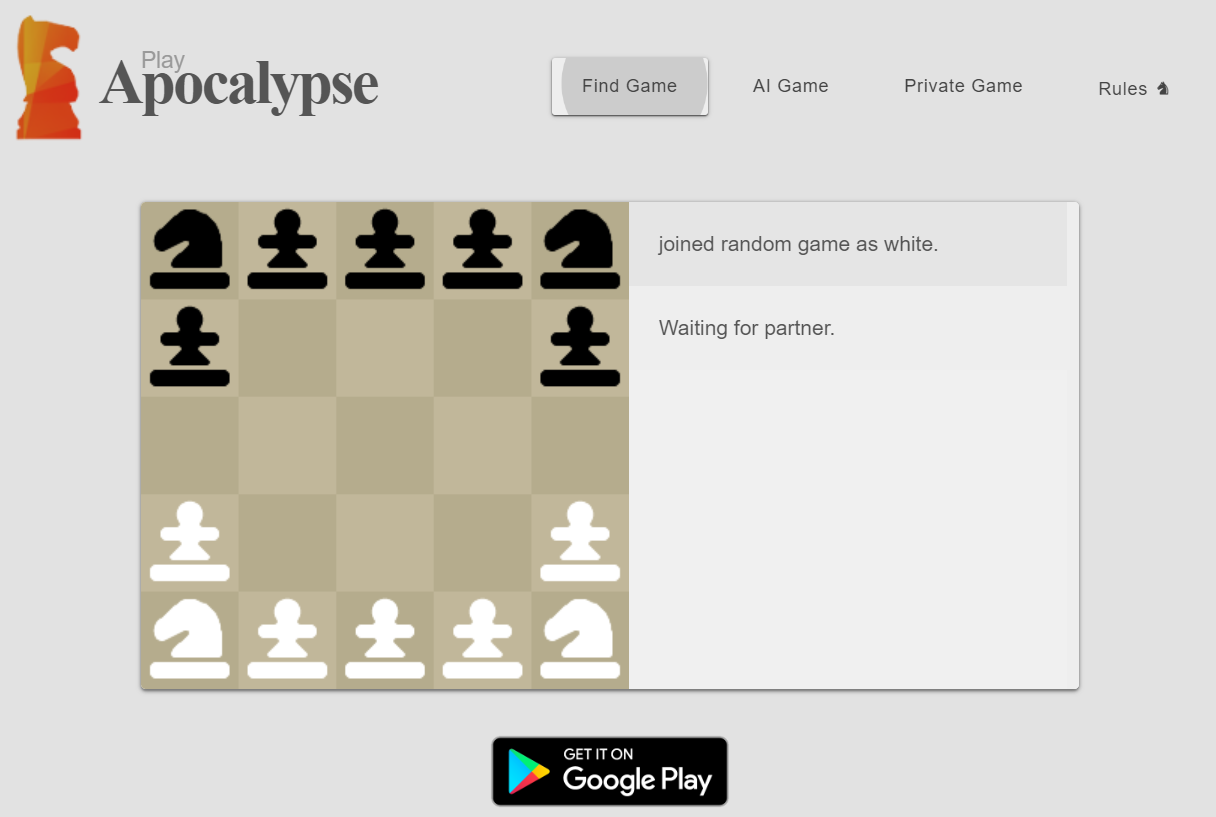 Play
Apocalypse
Find Game
AI Game
Private Game
Rules ♞
joined random game as white.
Waiting for partner.
GET IT ON
Google Play